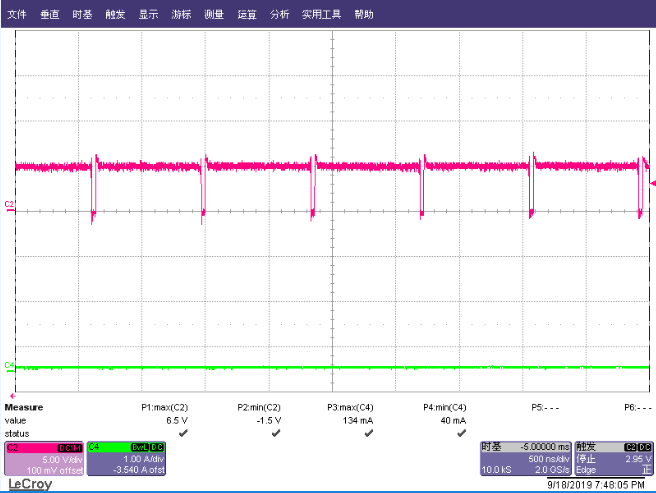 文件 垂直 时基 触发 显示 游标 测量 运算 分析 实用工具 帮助
C2
C4
Measure P1:max(C2) P2:min(C2) P3:max(C4) P4:min(C4) P5:- - - P6:- - -
value 6.5 V -1.5 V 134 mA 40 mA
status
C2 DC1M
5.00 V/div
100 mV offset
C4 BwL DC
1.00 A/div
-3.540 A ofst
时基 -5.00000 ms
500 ns/div
10.0 kS 2.0 GS/s
触发 C2 DC
停止 2.95 V
Edge 正
LeCroy
9/18/2019 7:48:05 PM